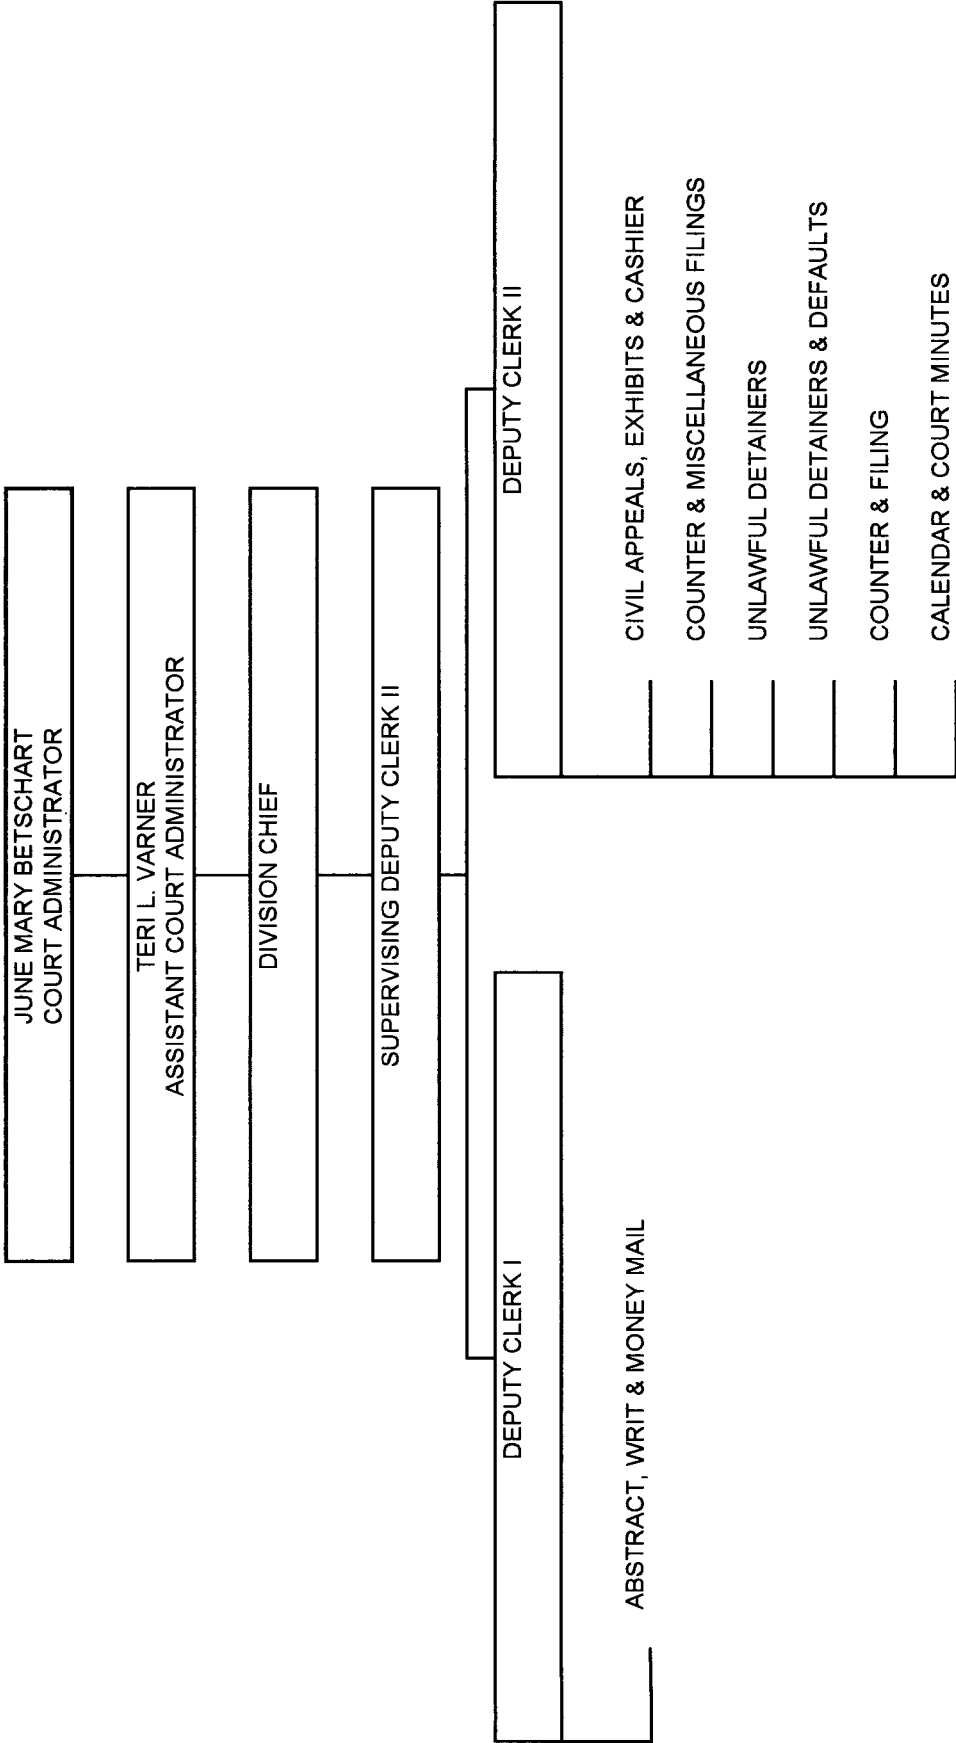 JUNE MARY BETSCHART
COURT ADMINISTRATOR
TERI L. VARNER
ASSISTANT COURT ADMINISTRATOR
DIVISION CHIEF
SUPERVISING DEPUTY CLERK II
DEPUTY CLERK I
ABSTRACT, WRIT & MONEY MAIL
DEPUTY CLERK II
CIVIL APPEALS, EXHIBITS & CASHIER
COUNTER & MISCELLANEOUS FILINGS
UNLAWFUL DETAINERS
UNLAWFUL DETAINERS & DEFAULTS
COUNTER & FILING
CALENDAR & COURT MINUTES